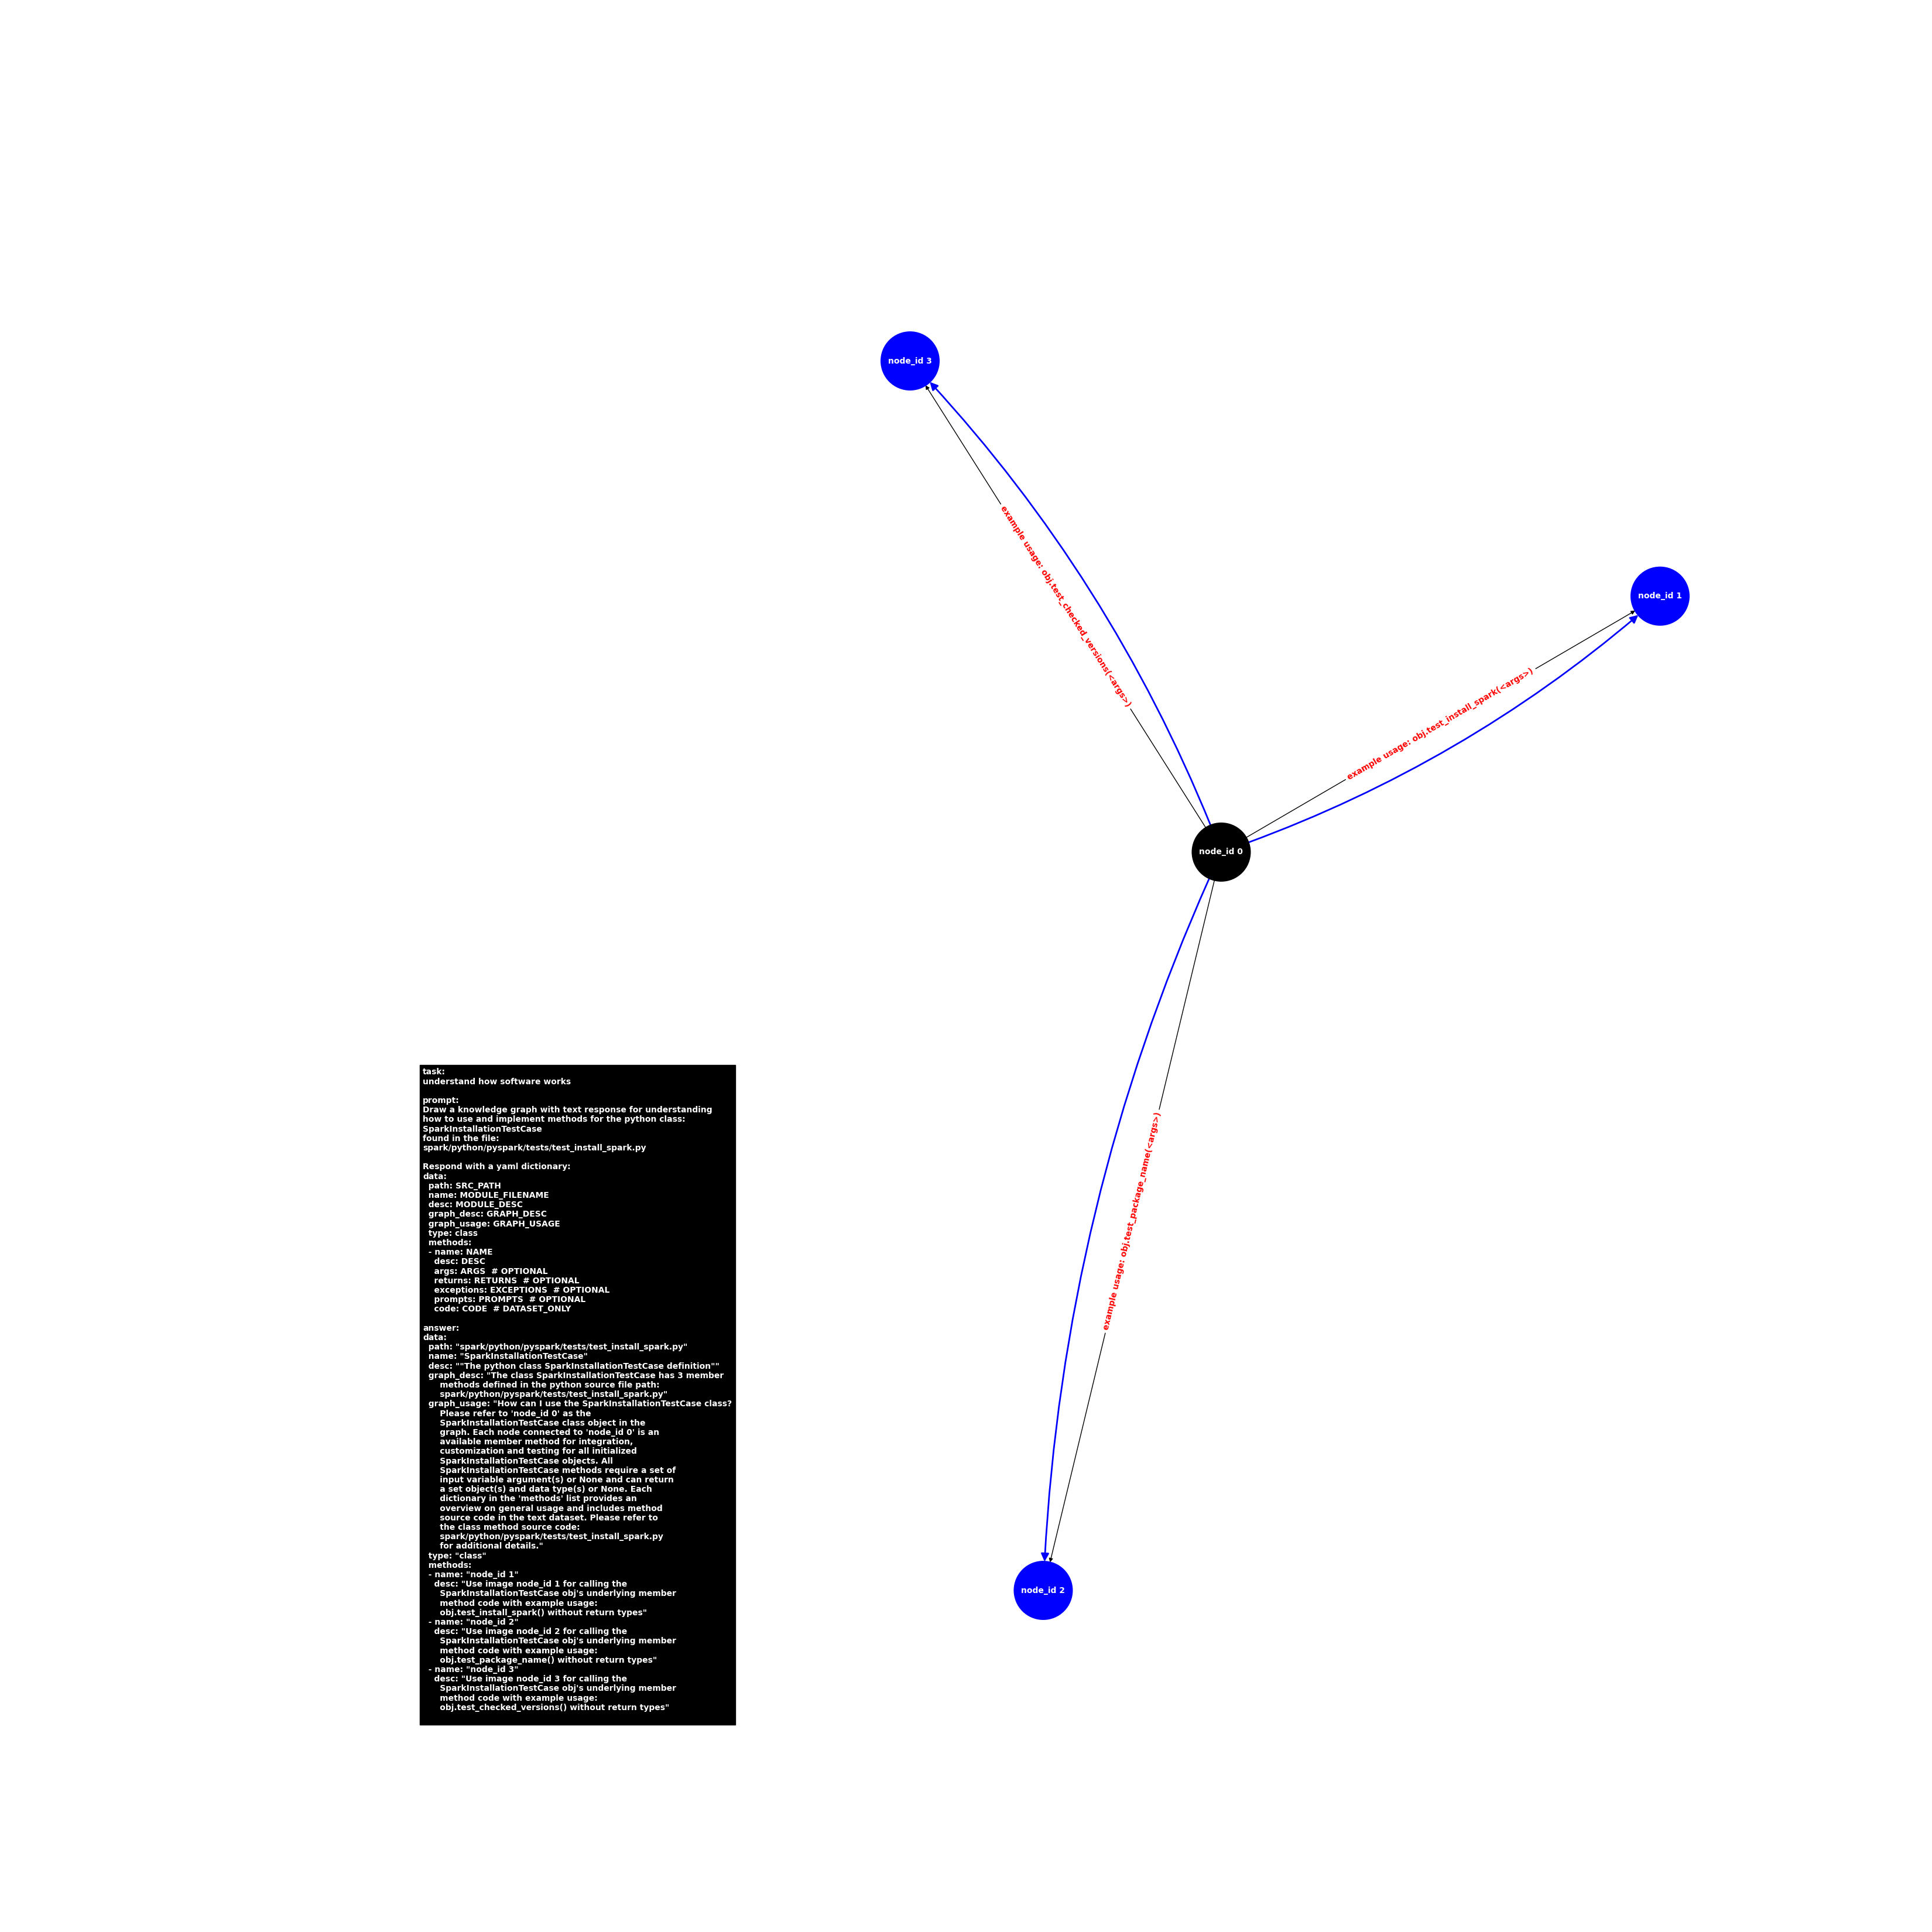 node_id 3
node_id 1
example usage: obj.test_checked_versions(<args>)
example usage: obj.test_install_spark(<args>)
node_id 0
example usage: obj.test_package_name(<args>)
node_id 2
task:
understand how software works

prompt:
Draw a knowledge graph with text response for understanding
how to use and implement methods for the python class:
SparkInstallationTestCase
found in the file:
spark/python/pyspark/tests/test_install_spark.py

Respond with a yaml dictionary:
data:
  path: SRC_PATH
  name: MODULE_FILENAME
  desc: MODULE_DESC
  graph_desc: GRAPH_DESC
  graph_usage: GRAPH_USAGE
  type: class
  methods:
  - name: NAME
    desc: DESC
    args: ARGS  # OPTIONAL
    returns: RETURNS  # OPTIONAL
    exceptions: EXCEPTIONS  # OPTIONAL
    prompts: PROMPTS  # OPTIONAL
    code: CODE  # DATASET_ONLY

answer:
data:
  path: "spark/python/pyspark/tests/test_install_spark.py"
  name: "SparkInstallationTestCase"
  desc: ""The python class SparkInstallationTestCase definition""
  graph_desc: "The class SparkInstallationTestCase has 3 member
      methods defined in the python source file path:
      spark/python/pyspark/tests/test_install_spark.py"
  graph_usage: "How can I use the SparkInstallationTestCase class?
      Please refer to 'node_id 0' as the
      SparkInstallationTestCase class object in the
      graph. Each node connected to 'node_id 0' is an
      available member method for integration,
      customization and testing for all initialized
      SparkInstallationTestCase objects. All
      SparkInstallationTestCase methods require a set of
      input variable argument(s) or None and can return
      a set object(s) and data type(s) or None. Each
      dictionary in the 'methods' list provides an
      overview on general usage and includes method
      source code in the text dataset. Please refer to
      the class method source code:
      spark/python/pyspark/tests/test_install_spark.py
      for additional details."
  type: "class"
  methods:
  - name: "node_id 1"
    desc: "Use image node_id 1 for calling the
      SparkInstallationTestCase obj's underlying member
      method code with example usage:
      obj.test_install_spark() without return types"
  - name: "node_id 2"
    desc: "Use image node_id 2 for calling the
      SparkInstallationTestCase obj's underlying member
      method code with example usage:
      obj.test_package_name() without return types"
  - name: "node_id 3"
    desc: "Use image node_id 3 for calling the
      SparkInstallationTestCase obj's underlying member
      method code with example usage:
      obj.test_checked_versions() without return types"